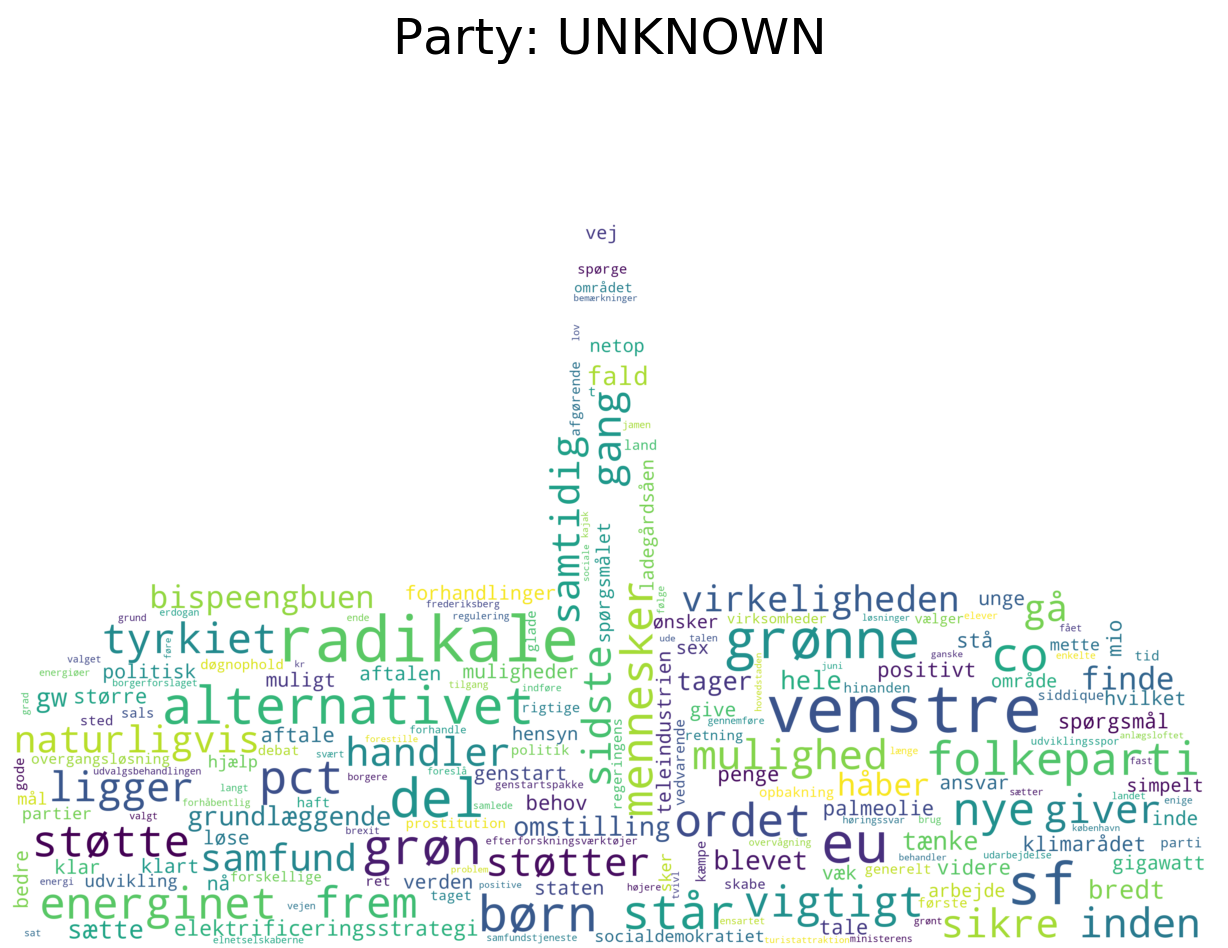 Party: UNKNOWN
vej
spørge
området
bemærkninger
lov
netop
fald
t
afgørende
gang
jamen
land
samtidig
ladegårdsåen
sociale
kajak
spørgsmålet
bispeengbuen
forhandlinger
frederiksberg
mennesker
følge
virkeligheden
unge
gå
grund
erdogan
ende
regulering
ønsker
virksomheder
løsninger
vælger
elever
fået
tyrkiet
føre
radikale
glade
ude
talen
sex
grønne
ganske
stå
co
mette
enkelte
mio
tid
valget
energiøer
politisk
døgnophold
kr
muligt
aftalen
muligheder
tilgang
indføre
sidste
teleindustrien
tager
hovedstaden
hele
juni
hinanden
positivt
område
finde
siddique
hvilket
grad
gw
større
sted
sals
alternativet
rigtige
give
gennemføre
venstre
spørgsmål
anlægsloftet
naturligvis
aftale
debat
forestille
forhandle
hensyn
politik
regeringens
vedvarende
retning
mulighed
længe
folkeparti
udviklingsspor
fast
overgangsløsning
hjælp
svært
handler
gode
udvalgsbehandlingen
ligger
langt
pct
borgere
foreslå
genstart
genstartspakke
penge
opbakning
håber
ansvar
sætter
simpelt
mål
forhåbentlig
haft
del
samlede
behov
partier
valgt
grundlæggende
brexit
prostitution
omstilling
ordet
palmeolie
høringssvar
brug
nye
giver
landet
enige
inde
københavn
støtte
løse
samfund
grøn
efterforskningsværktøjer
støtter
overvågning
eu
tænke
klimarådet
parti
klar
klart
forskellige
problem
sker
tvivl
kæmpe
blevet
væk
behandler
generelt
udarbejdelse
videre
gigawatt
bedre
energi
udvikling
nå
ret
verden
taget
positive
staten
højere
skabe
arbejde
første
sf
bredt
energinet
vejen
frem
børn
står
ensartet
vigtigt
tale
grønt
sikre
inden
sat
sætte
elektrificeringsstrategi
elnetselskaberne
samfundstjeneste
socialdemokratiet
turistattraktion
ministerens
borgerforslaget